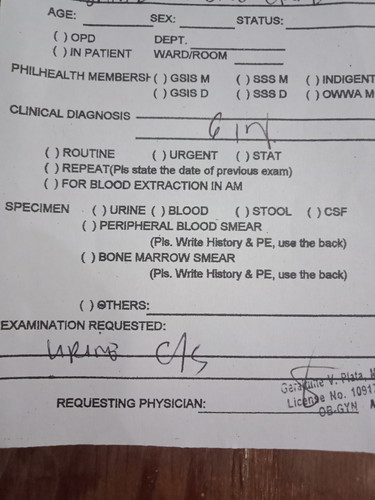 AGE: SEX: STATUS:
( ) OPD DEPT.
( ) IN PATIENT WARD/ROOM
PHILHEALTH MEMBERSH ( ) GSIS M ( ) SSS M ( ) INDIGENT
( ) GSIS D ( ) SSS D ( ) OWWA M
CLINICAL DIAGNOSIS
( ) ROUTINE ( ) URGENT ( ) STAT
( ) REPEAT(Pls state the date of previous exam)
( ) FOR BLOOD EXTRACTION IN AM
SPECIMEN ( ) URINE ( ) BLOOD ( ) STOOL ( ) CSF
( ) PERIPHERAL BLOOD SMEAR
(Pls. Write History & PE, use the back)
( ) BONE MARROW SMEAR
(Pls. Write History & PE, use the back)
( ) OTHERS:
EXAMINATION REQUESTED:
urine C/S
V. Plata,
License No. 1091
REQUESTING PHYSICIAN:
OB-GYN